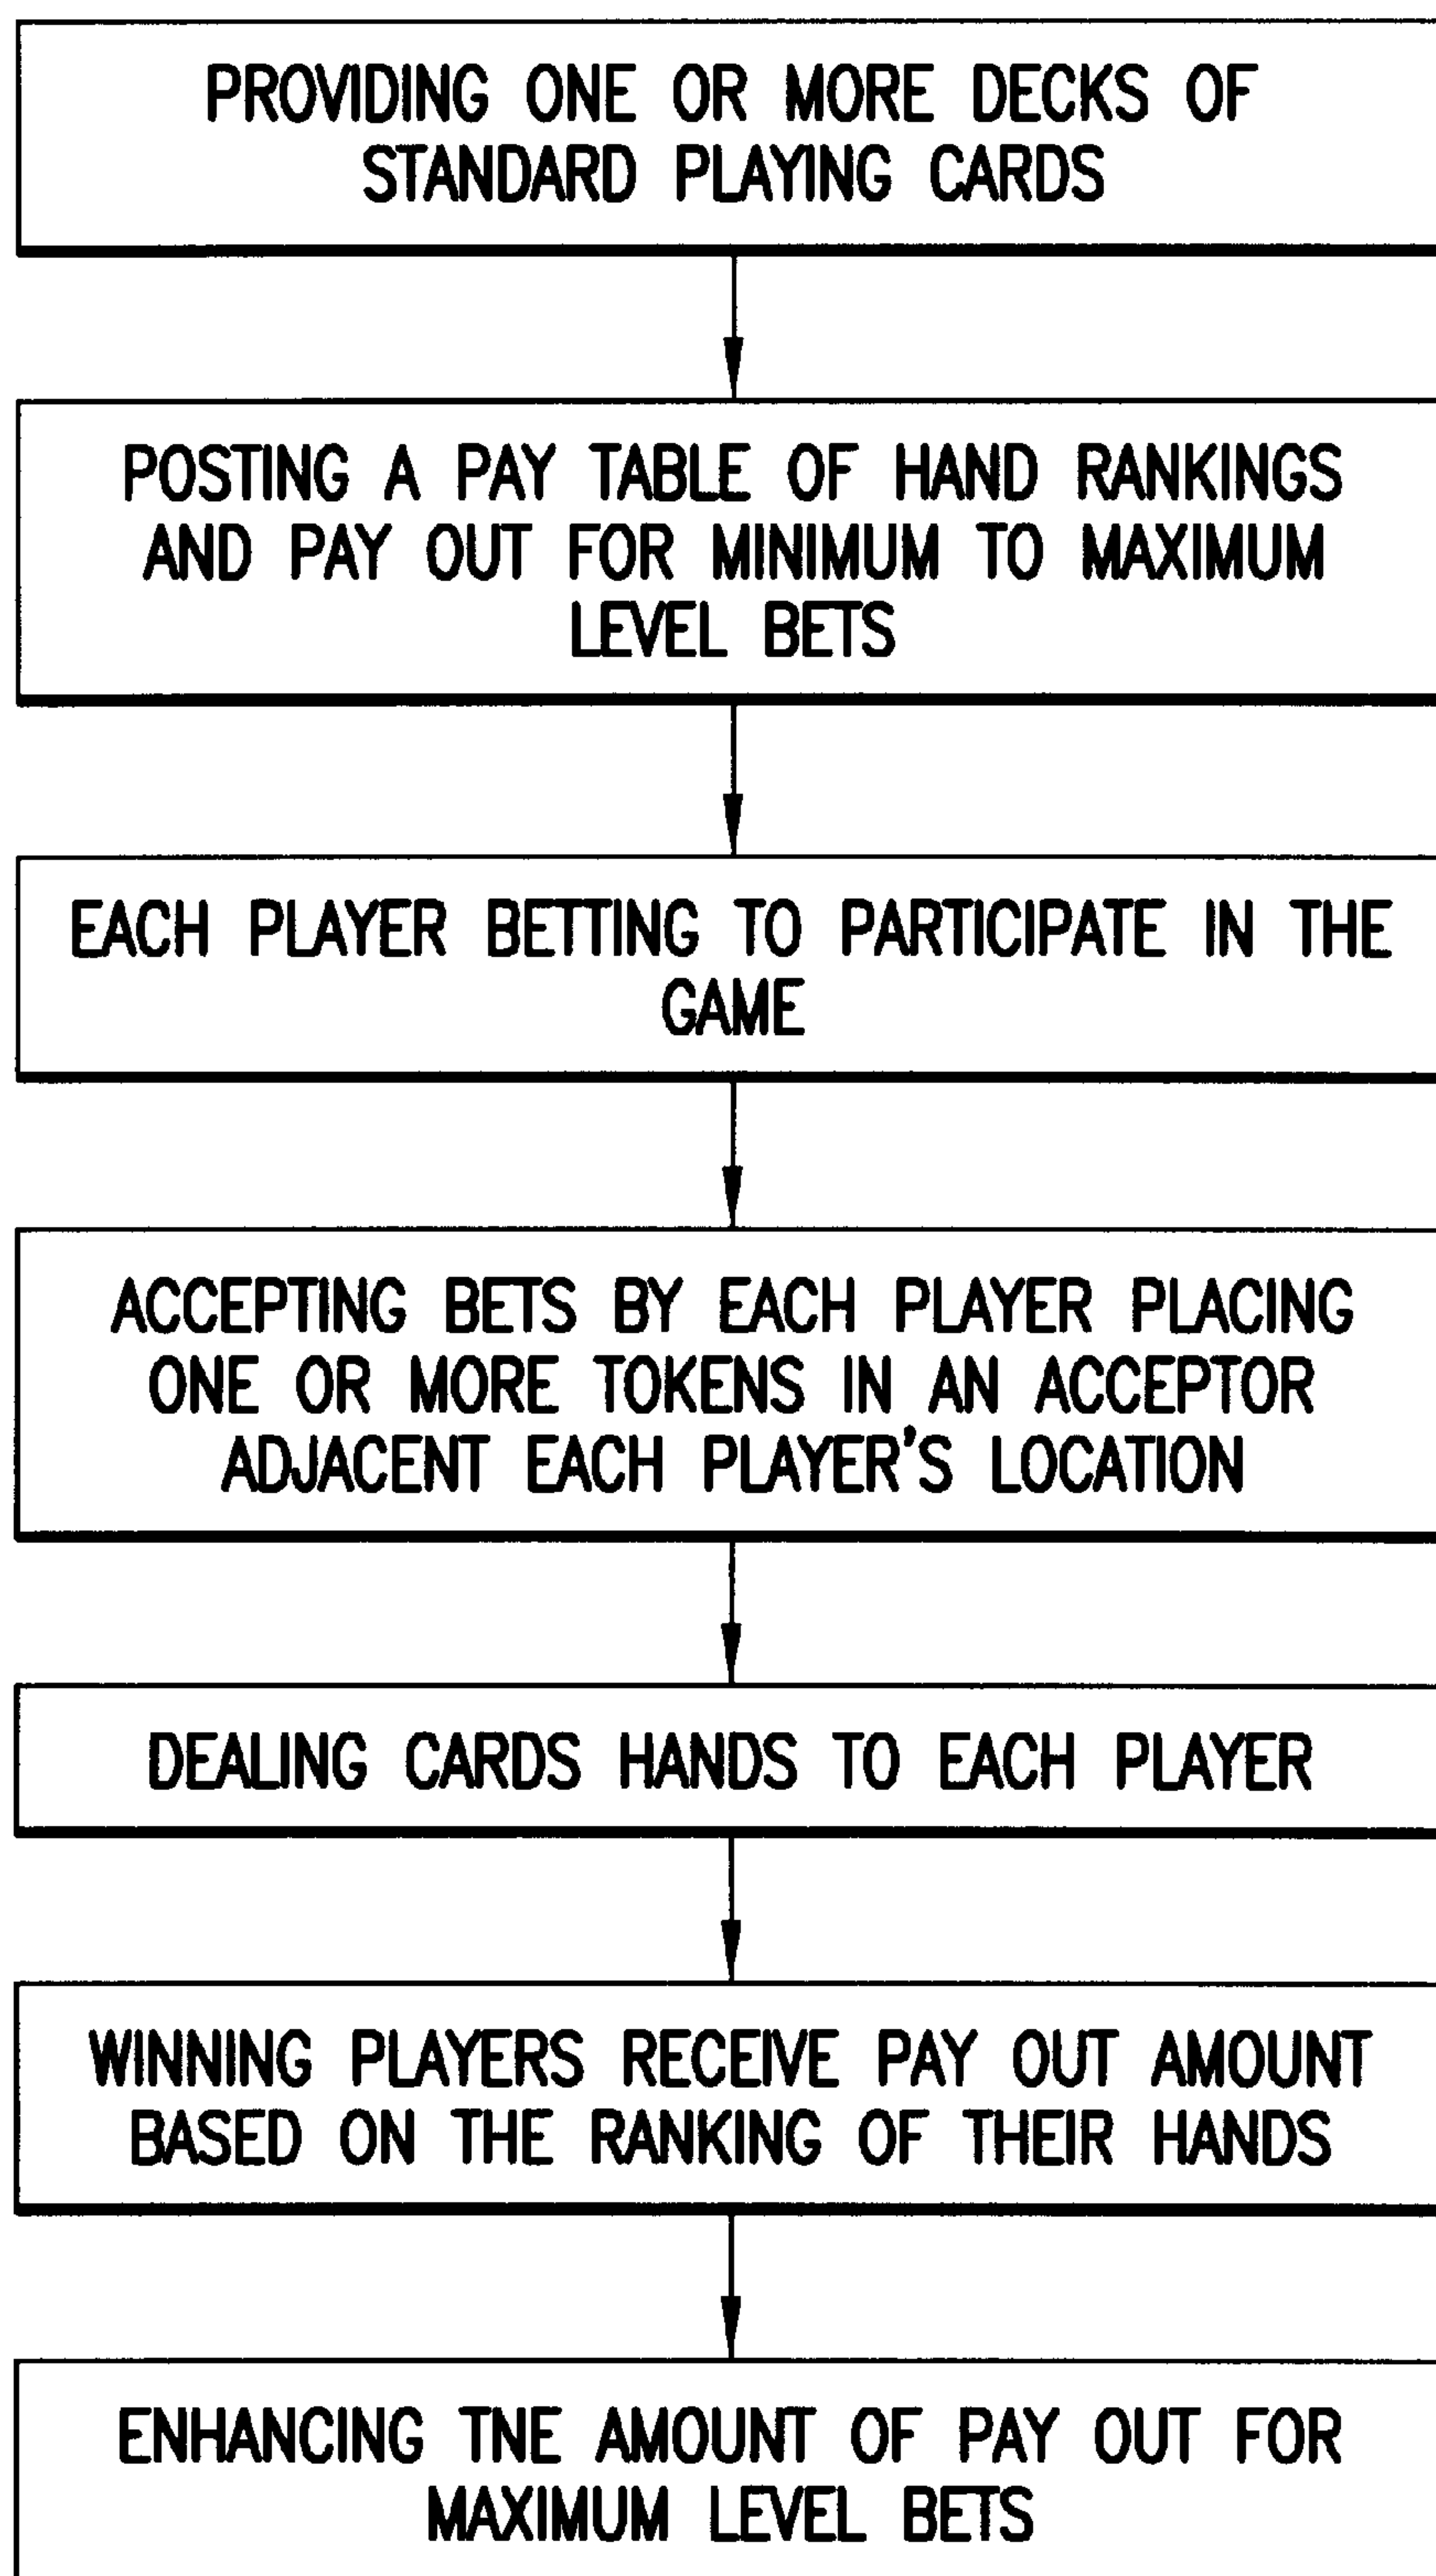 PROVIDING ONE OR MORE DECKS OF
STANDARD PLAYING CARDS
POSTING A PAY TABLE OF HAND RANKINGS
AND PAY OUT FOR MINIMUM TO MAXIMUM
LEVEL BETS
EACH PLAYER BETTING TO PARTICIPATE IN THE
GAME
ACCEPTING BETS BY EACH PLAYER PLACING
ONE OR MORE TOKENS IN AN ACCEPTOR
ADJACENT EACH PLAYER'S LOCATION
DEALING CARDS HANDS TO EACH PLAYER
WINNING PLAYERS RECEIVE PAY OUT AMOUNT
BASED ON THE RANKING OF THEIR HANDS
ENHANCING TNE AMOUNT OF PAY OUT FOR
MAXIMUM LEVEL BETS